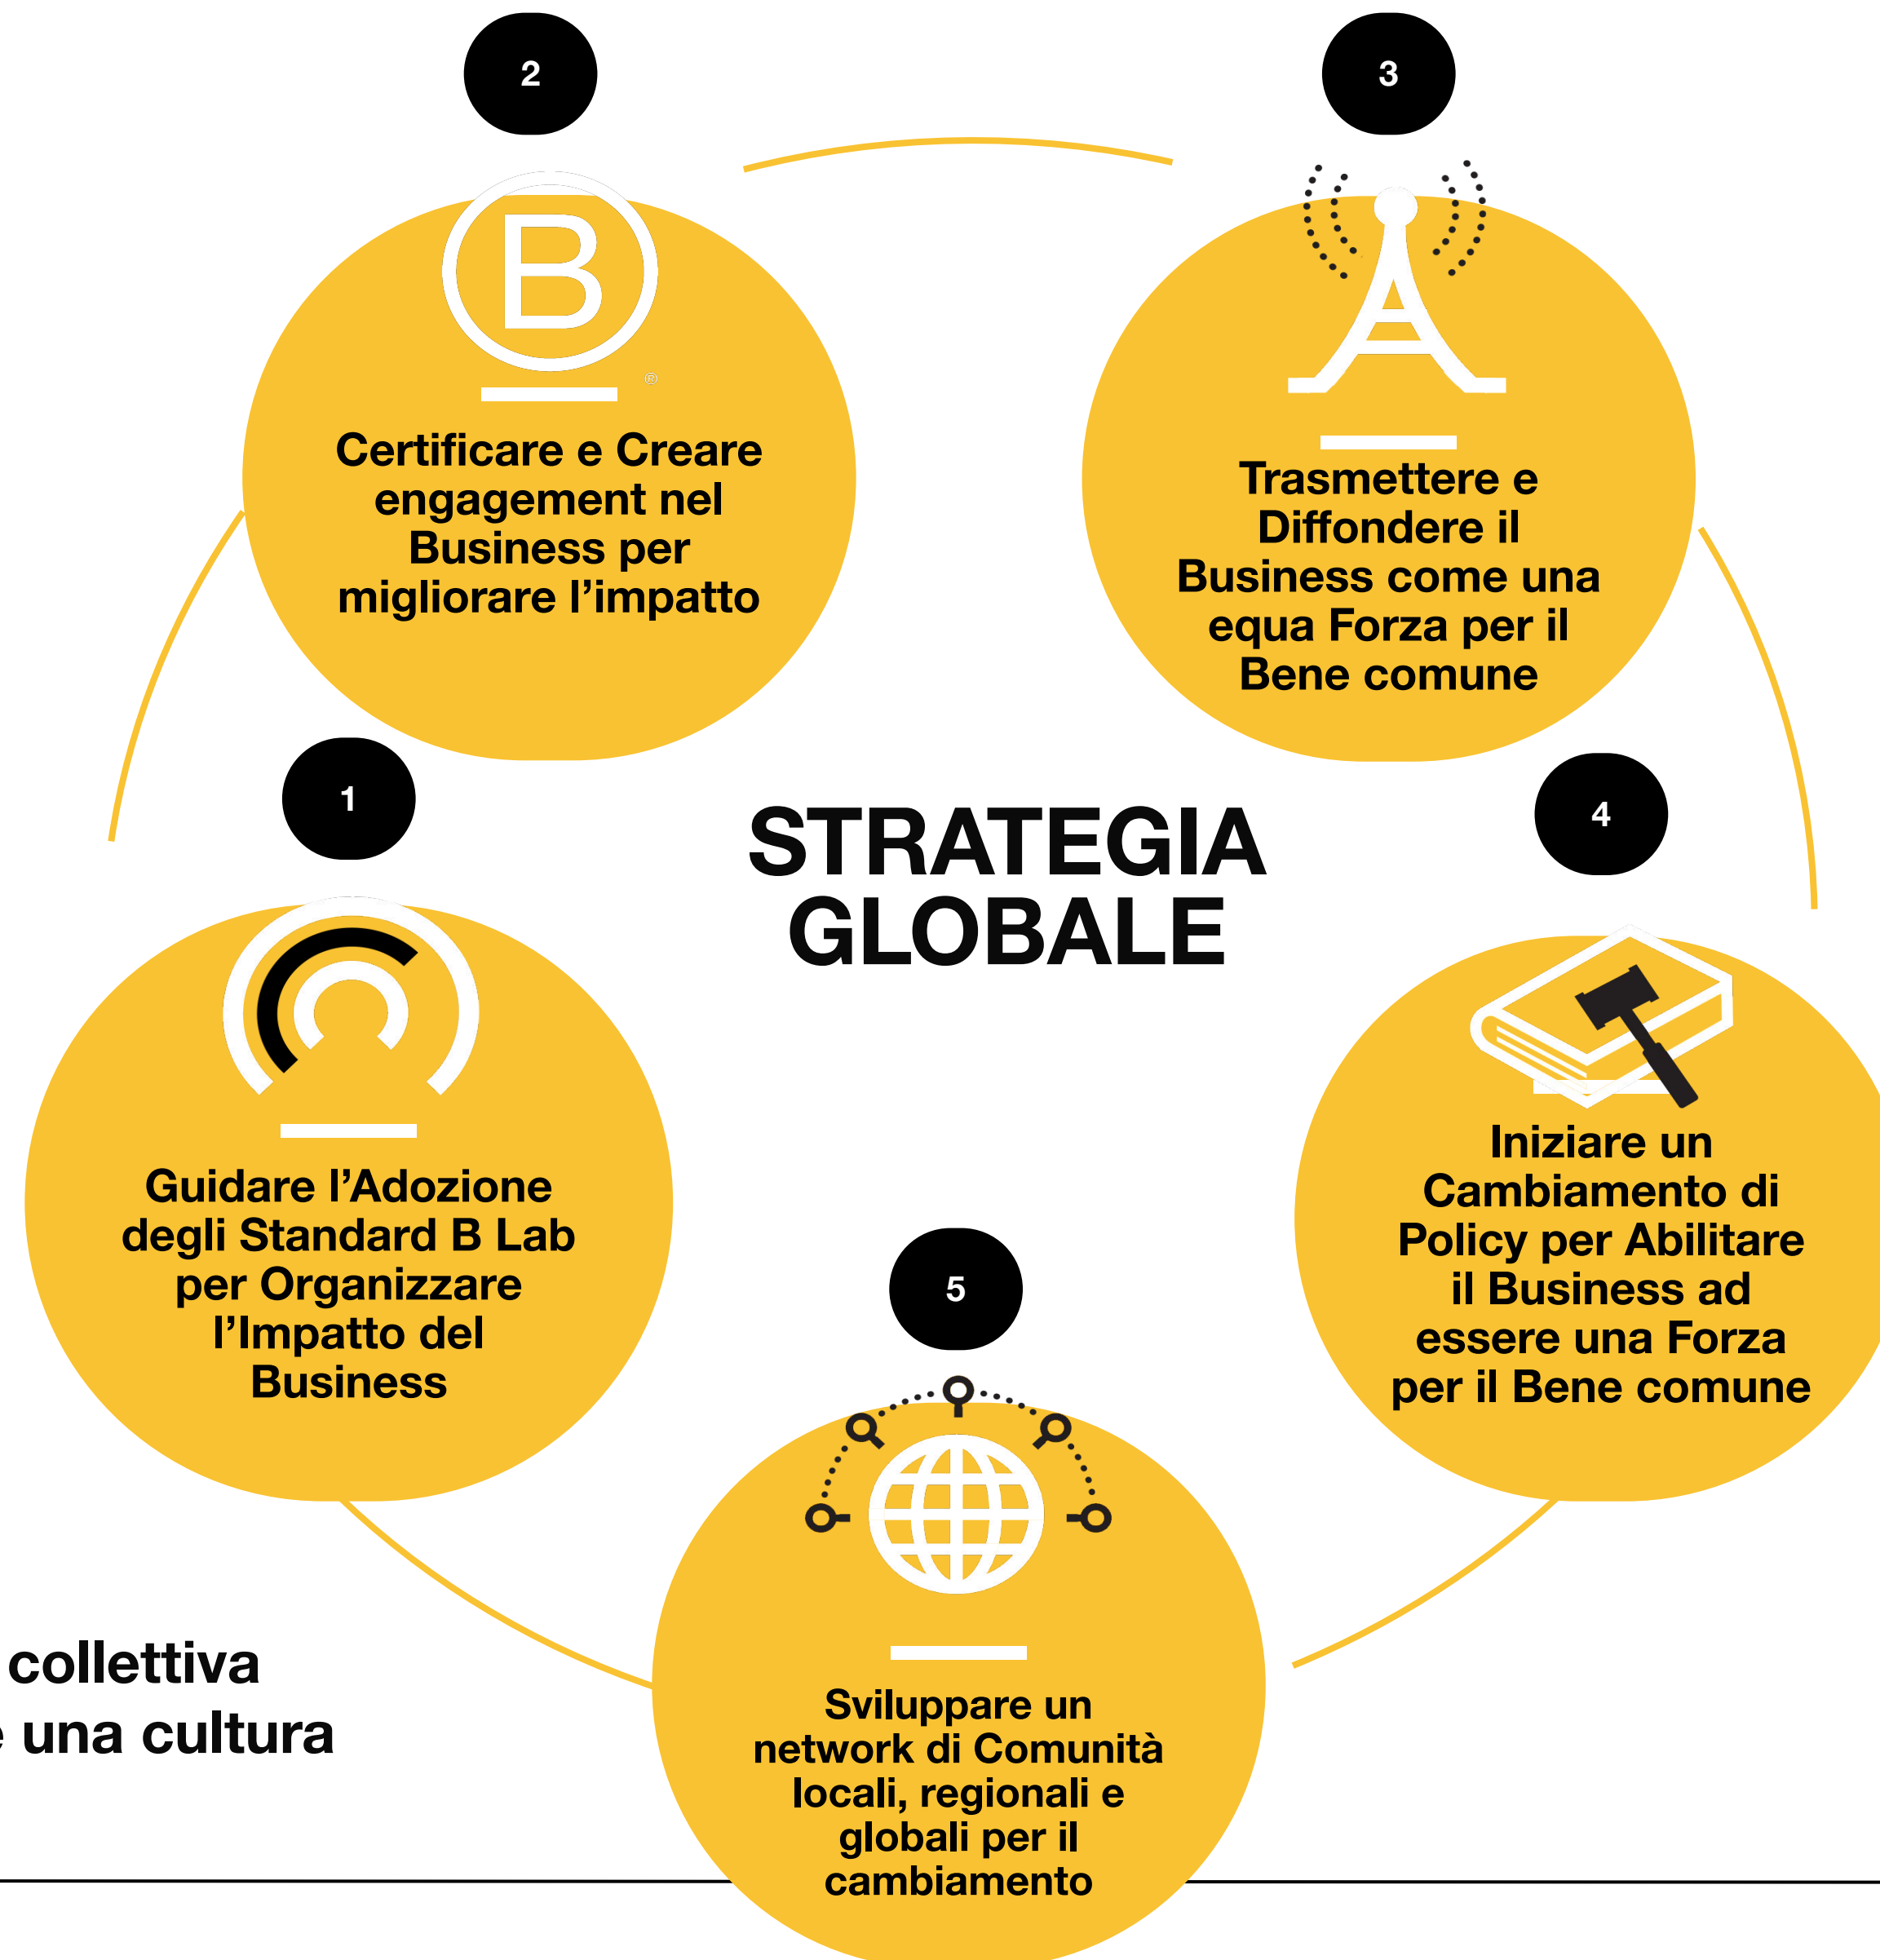 2
3
B
®
Certificare e Creare
engagement nel
Business per
migliorare l’impatto
Trasmettere e
Diffondere il
Business come una
equa Forza per il
Bene comune
1
STRATEGIA
GLOBALE
4
Guidare l’Adozione
degli Standard B Lab
per Organizzare
l’Impatto del
Business
Iniziare un
Cambiamento di
Policy per Abilitare
il Business ad
essere una Forza
per il Bene comune
5
Sviluppare un
network di Comunità
locali, regionali e
globali per il
cambiamento
collettiva
e una cultura